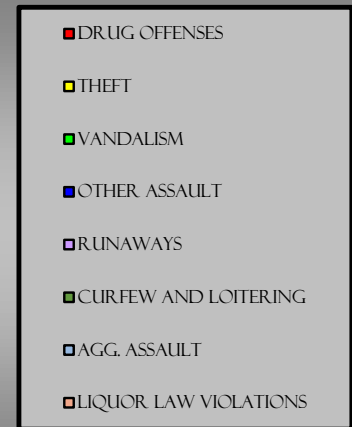 DRUG OFFENSES
THEFT
VANDALISM
OTHER ASSAULT
RUNAWAYS
CURFEW AND LOITERING
AGG. ASSAULT
LIQUOR LAW VIOLATIONS